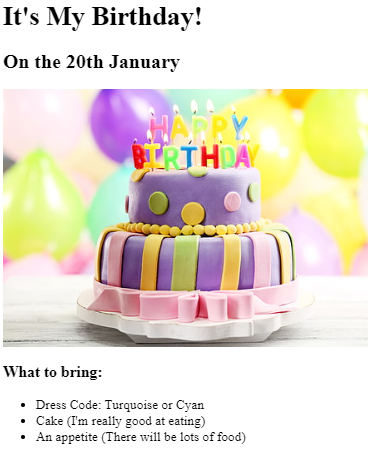 It's My Birthday!
On the 20th January
HAPPY
BIRTHDAY
What to bring:
Dress Code: Turquoise or Cyan
Cake (I'm really good at eating)
An appetite (There will be lots of food)